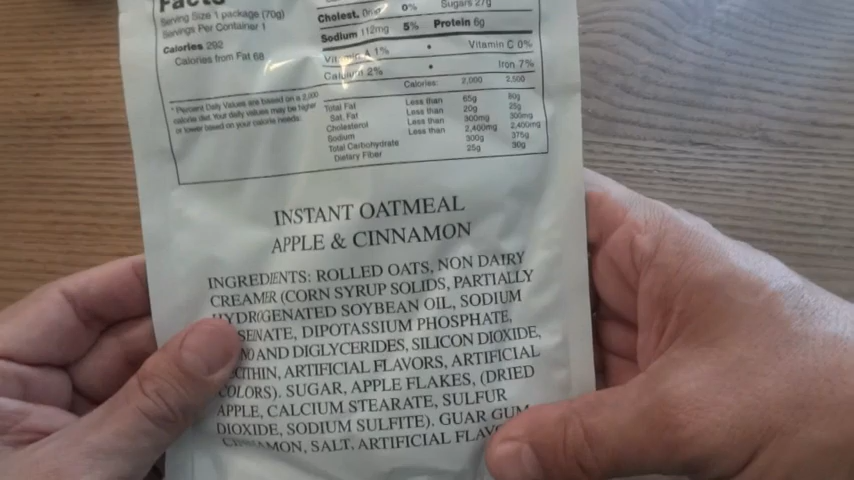 Facts
Serving Size 1 package (70g)
Servings Per Container 1
Calories 292
Calories from Fat 68
Sugars 27g
Cholest. 0% 
Sodium 112mg 5% Protein 6g
Vitamin A 1% • Vitamin C 0%
Calcium 2% • Iron 7%
* Percent Daily Values are based on a 2,000
calorie diet. Your daily values may be higher
or lower based on your calorie needs:
Calories: 2,000 2,500
Total Fat Less than 65g 80g
Sat. Fat Less than 20g 25g
Cholesterol Less than 300mg 300mg
Sodium Less than 2,400mg 2,400mg
Total Carbohydrate 300g 375g
Dietary Fiber 25g 30g
INSTANT OATMEAL
APPLE & CINNAMON
INGREDIENTS: ROLLED OATS, NON DAIRY
CREAMER (CORN SYRUP SOLIDS, PARTIALLY
HYDROGENATED SOYBEAN OIL, SODIUM
SEINATE, DIPOTASSIUM PHOSPHATE,
NO AND DIGLYCERIDES, SILICON DIOXIDE,
CITHIN, ARTIFICIAL FLAVORS, ARTIFICIAL
COLORS). SUGAR, APPLE FLAKES, (DRIED
APPLE, CALCIUM STEARATE, SULFUR
DIOXIDE, SODIUM SULFITE). GUAR GUM,
CINNAMON, SALT, ARTIFICIAL FLAV